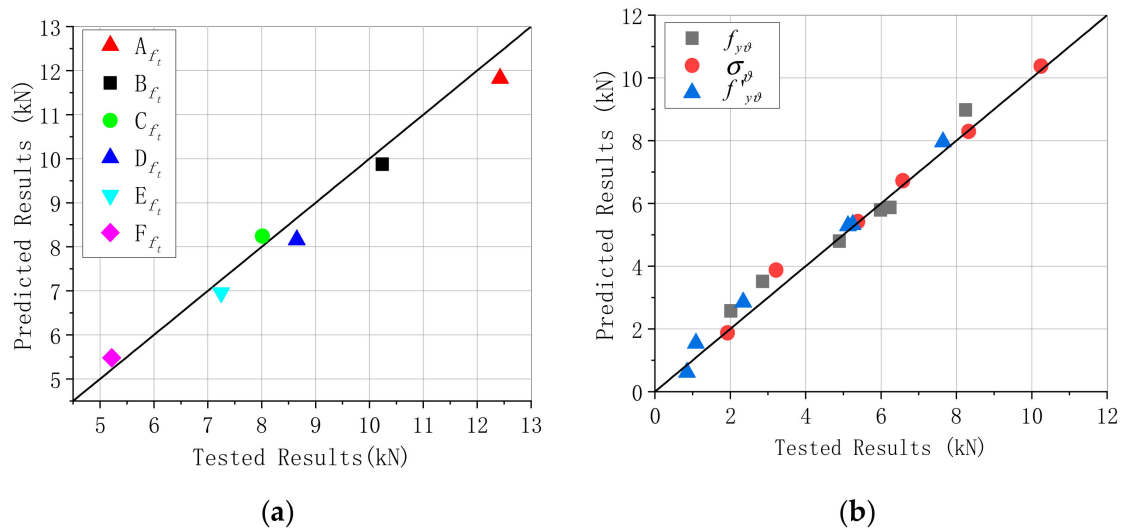 13
12
11
10
9
8
7
6
5
Predicted Results (kN)
A_{f_t}
B_{f_t}
C_{f_t}
D_{f_t}
E_{f_t}
F_{f_t}
5 6 7 8 9 10 11 12 13
Tested Results(kN)
(a)
12
10
8
6
4
2
0
Predicted Results (kN)
f_{yϑ}
σ_ϑ
f'_{yϑ}
0 2 4 6 8 10 12
Tested Results (kN)
(b)